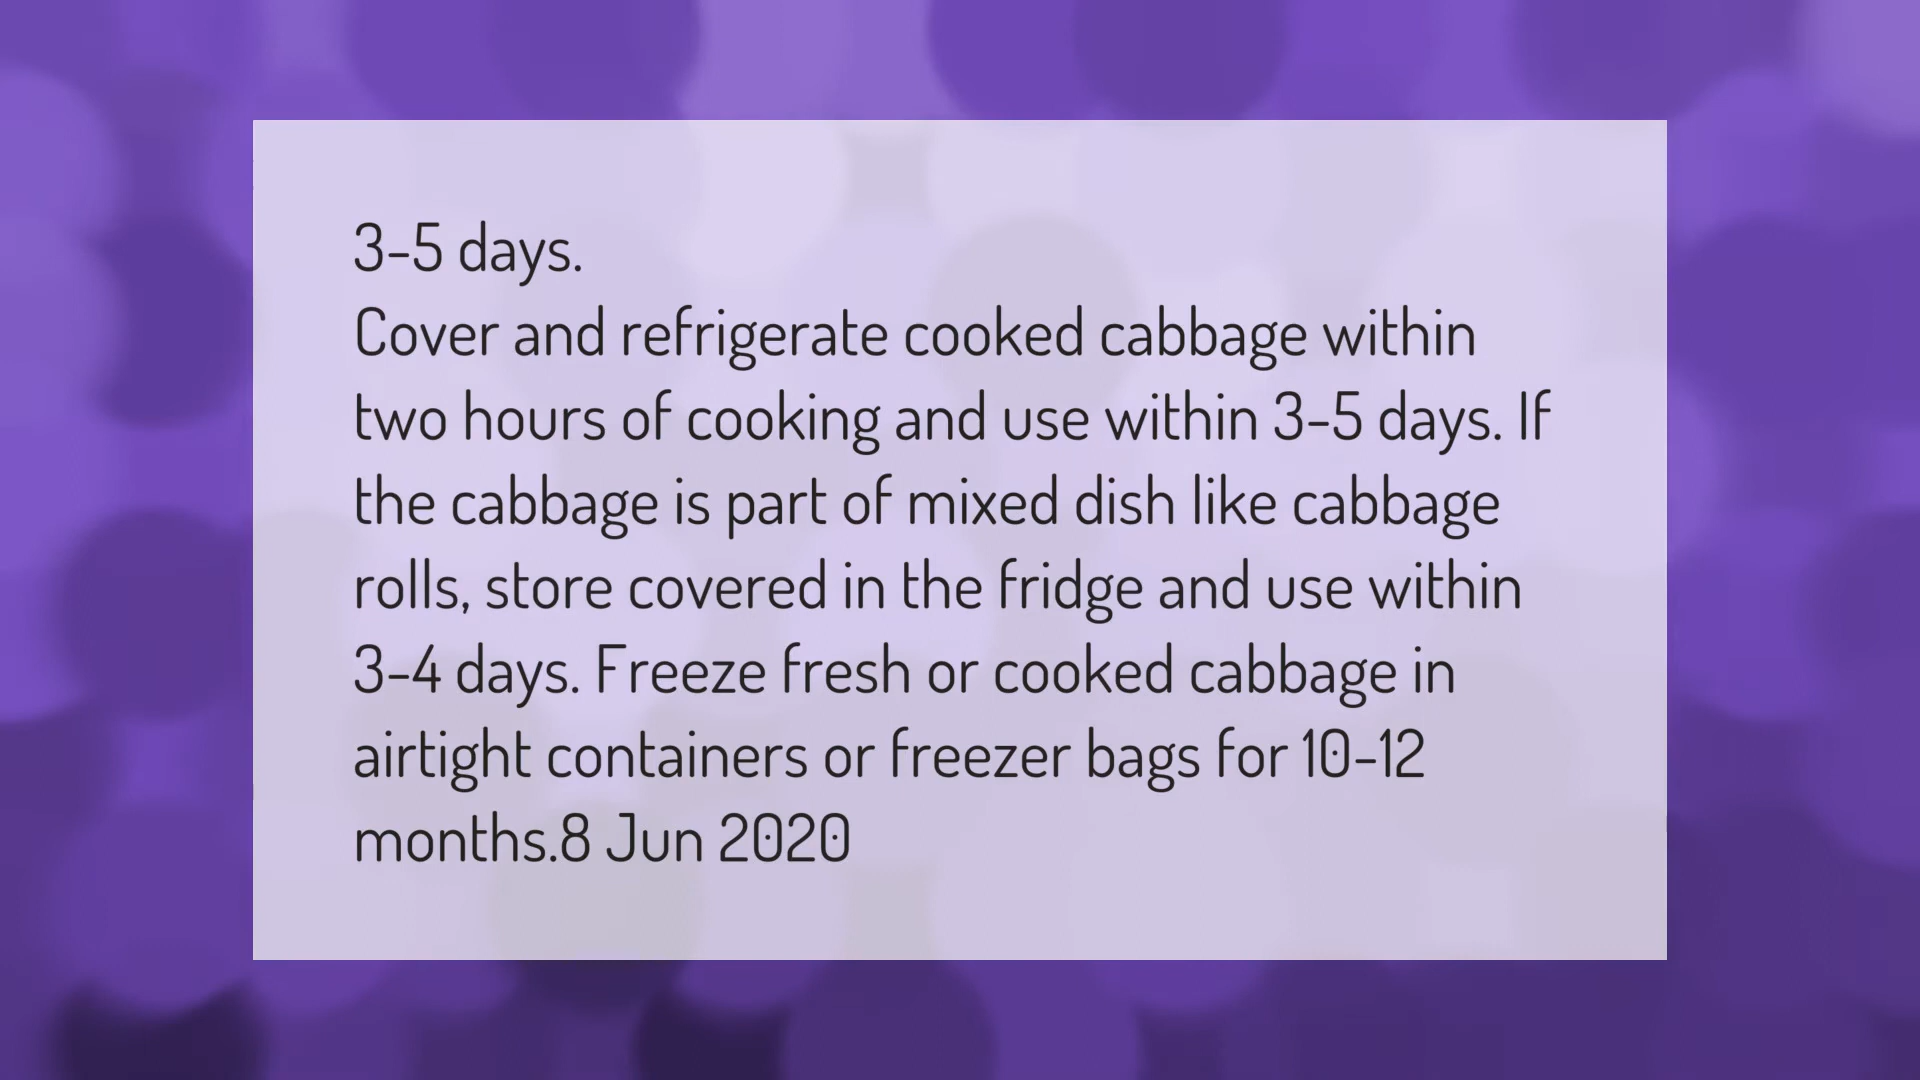 3-5 days.
Cover and refrigerate cooked cabbage within
two hours of cooking and use within 3-5 days. If
the cabbage is part of mixed dish like cabbage
rolls, store covered in the fridge and use within
3-4 days. Freeze fresh or cooked cabbage in
airtight containers or freezer bags for 10-12
months.8 Jun 2020